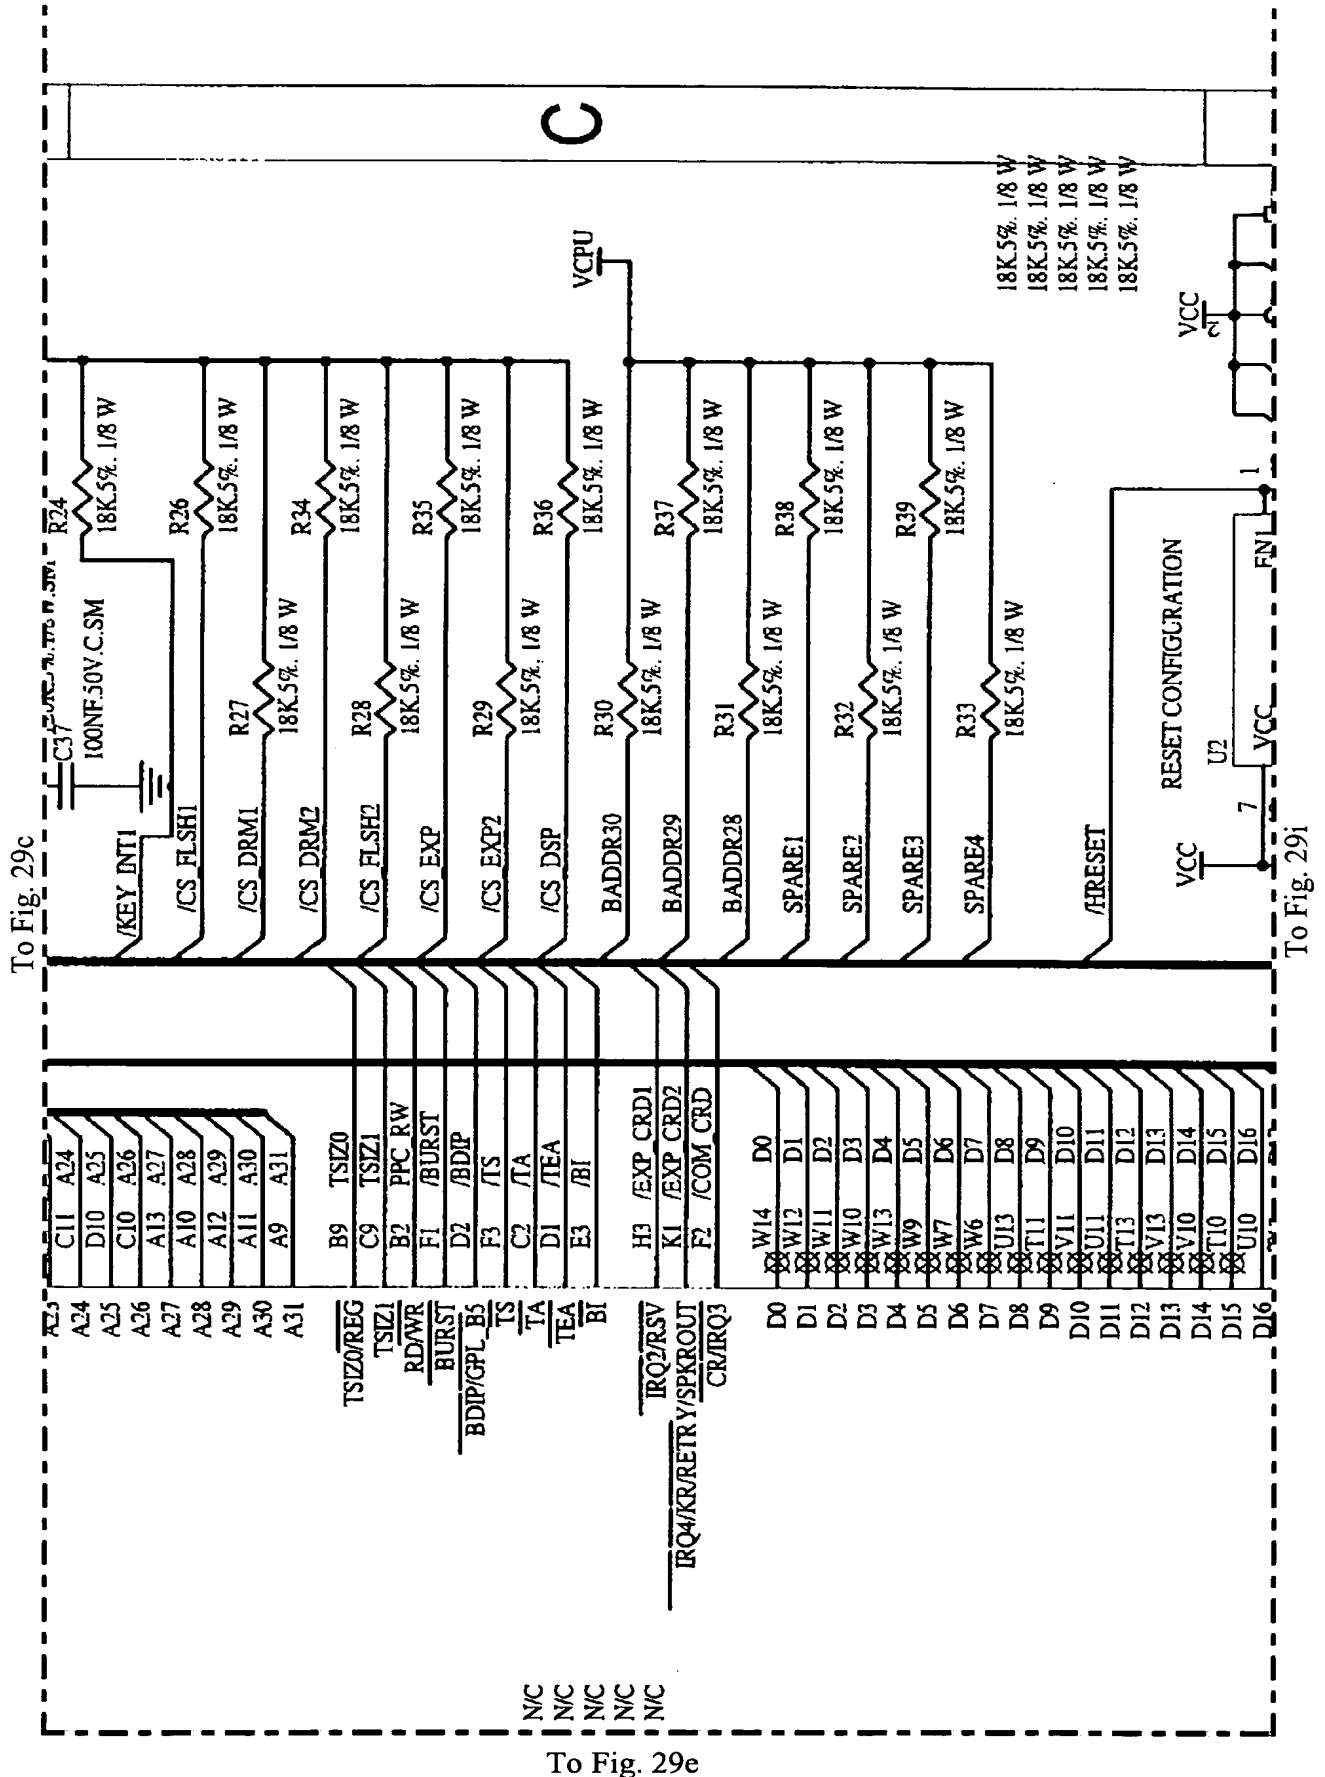 To Fig. 29c
C
R24
18K.5%. 1/8 W
C37
100NF.50V.C.SM
/KEY_INT1
R26
18K.5%. 1/8 W
/CS_FLSH1
R27
18K.5%. 1/8 W
/CS_DRM1
R34
18K.5%. 1/8 W
/CS_DRM2
R28
18K.5%. 1/8 W
/CS_FLSH2
R35
18K.5%. 1/8 W
/CS_EXP
R29
18K.5%. 1/8 W
/CS_EXP2
R36
18K.5%. 1/8 W
/CS_DSP
VCPU
R30
18K.5%. 1/8 W
BADDR30
R37
18K.5%. 1/8 W
BADDR29
R31
18K.5%. 1/8 W
BADDR28
R38
18K.5%. 1/8 W
SPARE1
R32
18K.5%. 1/8 W
SPARE2
R39
18K.5%. 1/8 W
SPARE3
R33
18K.5%. 1/8 W
SPARE4
18K.5%. 1/8 W
18K.5%. 1/8 W
18K.5%. 1/8 W
18K.5%. 1/8 W
18K.5%. 1/8 W
/HRESET
RESET CONFIGURATION
VCC
2
1
EN1
U2
VCC
7
VCC
To Fig. 29i
A23
A24 C11 A24
A25 D10 A25
A26 C10 A26
A27 A13 A27
A28 A10 A28
A29 A12 A29
A30 A11 A30
A31 A9 A31
TSIZ0/REG B9 TSIZ0
TSIZ1 C9 TSIZ1
RD/WR B2 PPC_RW
BURST F1 /BURST
BDIP/GPL_B5 D2 /BDIP
TS F3 /TS
TA C2 /TA
TEA D1 /TEA
BI E3 /BI
IRQ2/RSV H3 /EXP_CRD1
IRQ4/KR/RETRY/SPKROUT K1 /EXP_CRD2
CR/IRQ3 F2 /COM_CRD
D0 W14 D0
D1 W12 D1
D2 W11 D2
D3 W10 D3
D4 W13 D4
D5 W9 D5
D6 W7 D6
D7 W6 D7
D8 U13 D8
D9 T11 D9
D10 V11 D10
D11 U11 D11
D12 T13 D12
D13 V13 D13
D14 V10 D14
D15 T10 D15
D16 U10 D16
N/C
N/C
N/C
N/C
N/C
To Fig. 29e